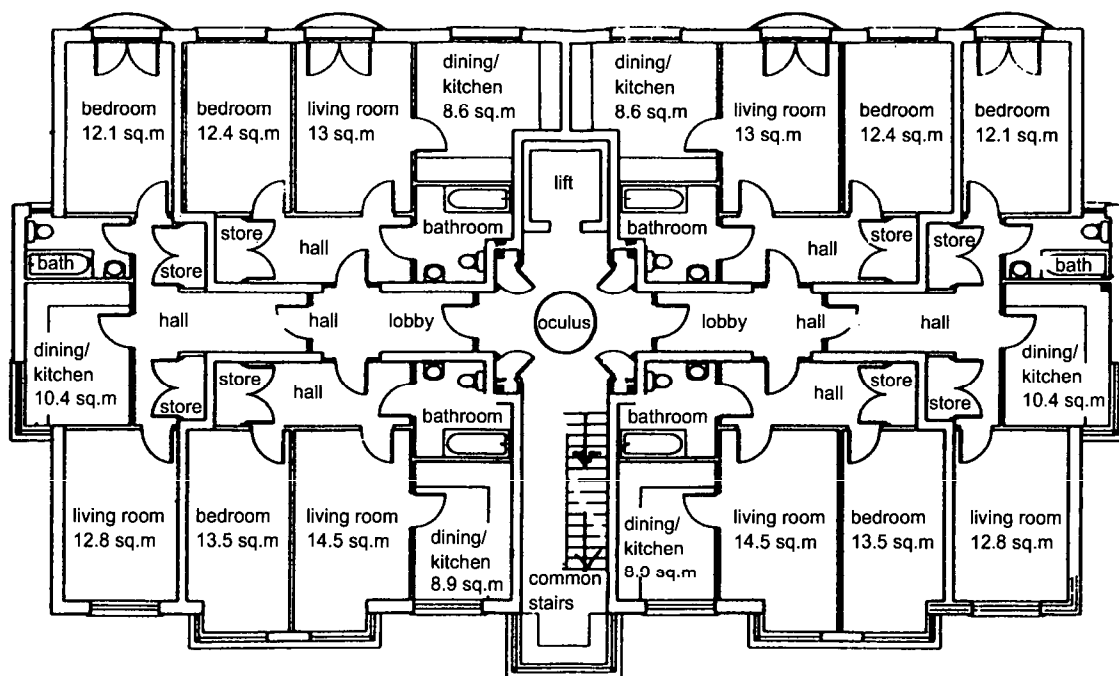 bedroom
12.1 sq.m
bedroom
12.4 sq.m
living room
13 sq.m
dining/
kitchen
8.6 sq.m
dining/
kitchen
8.6 sq.m
living room
13 sq.m
bedroom
12.4 sq.m
bedroom
12.1 sq.m
lift
bath
store
store
hall
bathroom
bathroom
hall
store
store
bath
hall
hall
lobby
oculus
lobby
hall
hall
dining/
kitchen
10.4 sq.m
store
store
hall
bathroom
bathroom
hall
store
store
dining/
kitchen
10.4 sq.m
living room
12.8 sq.m
bedroom
13.5 sq.m
living room
14.5 sq.m
dining/
kitchen
8.9 sq.m
common
stairs
dining/
kitchen
sq.m
living room
14.5 sq.m
bedroom
13.5 sq.m
living room
12.8 sq.m